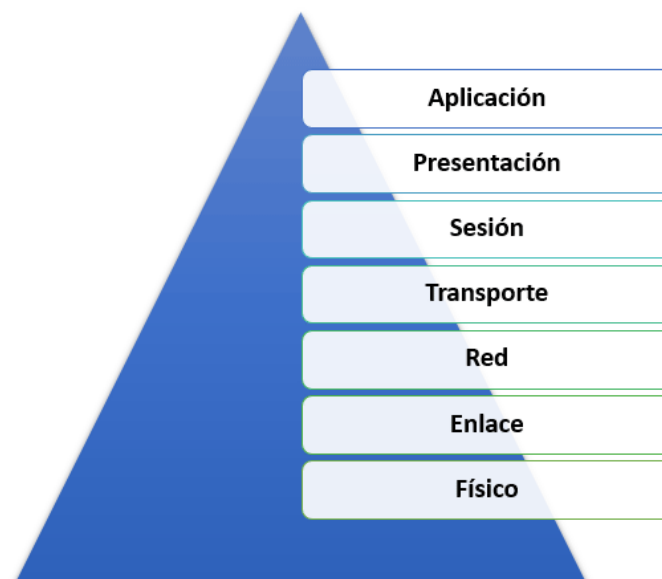 Aplicación
Presentación
Sesión
Transporte
Red
Enlace
Físico